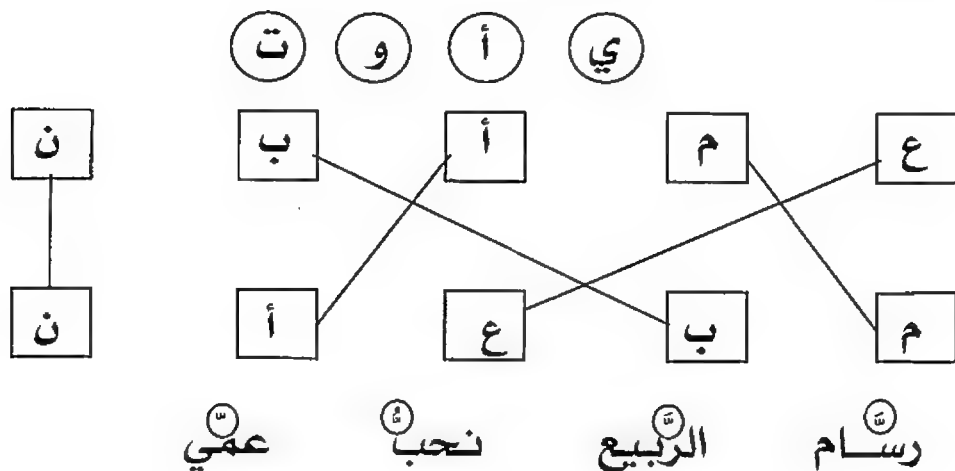 ي أ و ت
ع م أ ب ن
م ب ع أ ن
رسَّام الرَّبيع نحبُّ عمّي